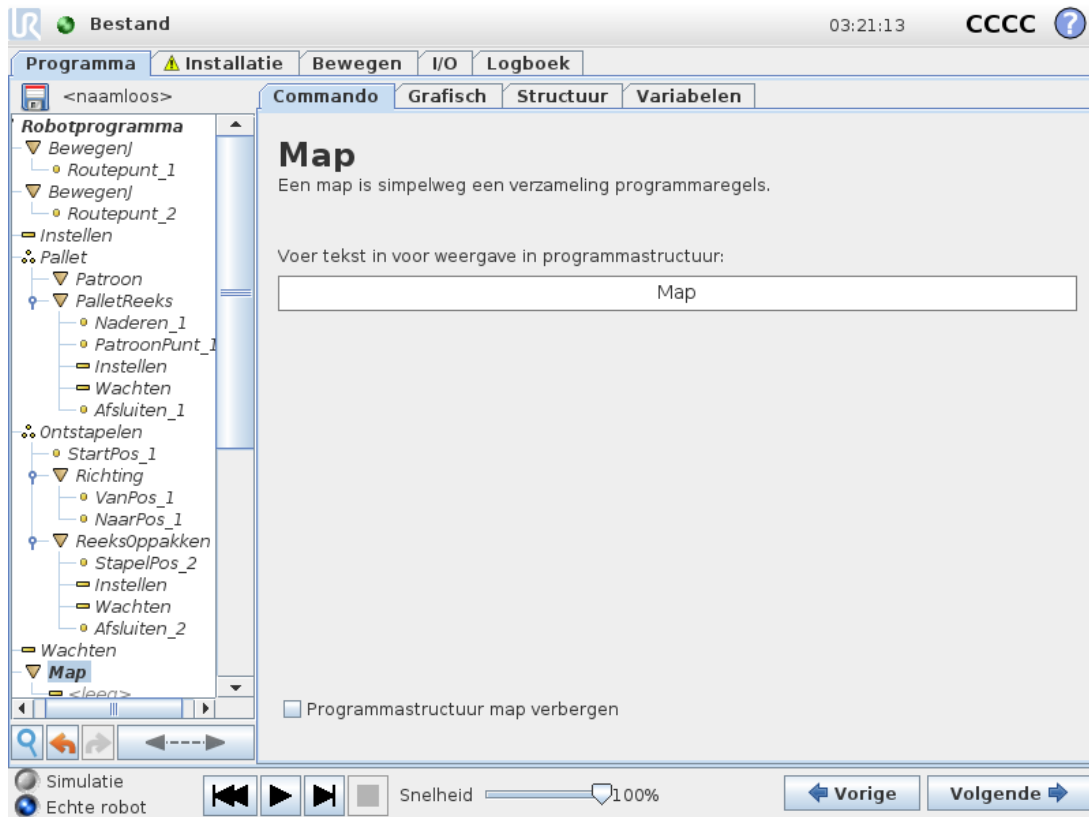 UR Bestand 03:21:13 CCCC ?
Programma Installatie Bewegen I/O Logboek
<naamloos>
Commando Grafisch Structuur Variabelen
Robotprogramma
BewegenJ
Routepunt_1
BewegenJ
Routepunt_2
Instellen
Pallet
Patroon
PalletReeks
Naderen_1
PatroonPunt_1
Instellen
Wachten
Afsluiten_1
Ontstapelen
StartPos_1
Richting
VanPos_1
NaarPos_1
ReeksOppakken
StapelPos_2
Instellen
Wachten
Afsluiten_2
Wachten
Map
<leeg>
Map
Een map is simpelweg een verzameling programmaregels.
Voer tekst in voor weergave in programmastructuur:
Map
Programmastructuur map verbergen
Simulatie
Echte robot
Snelheid 100%
Vorige Volgende